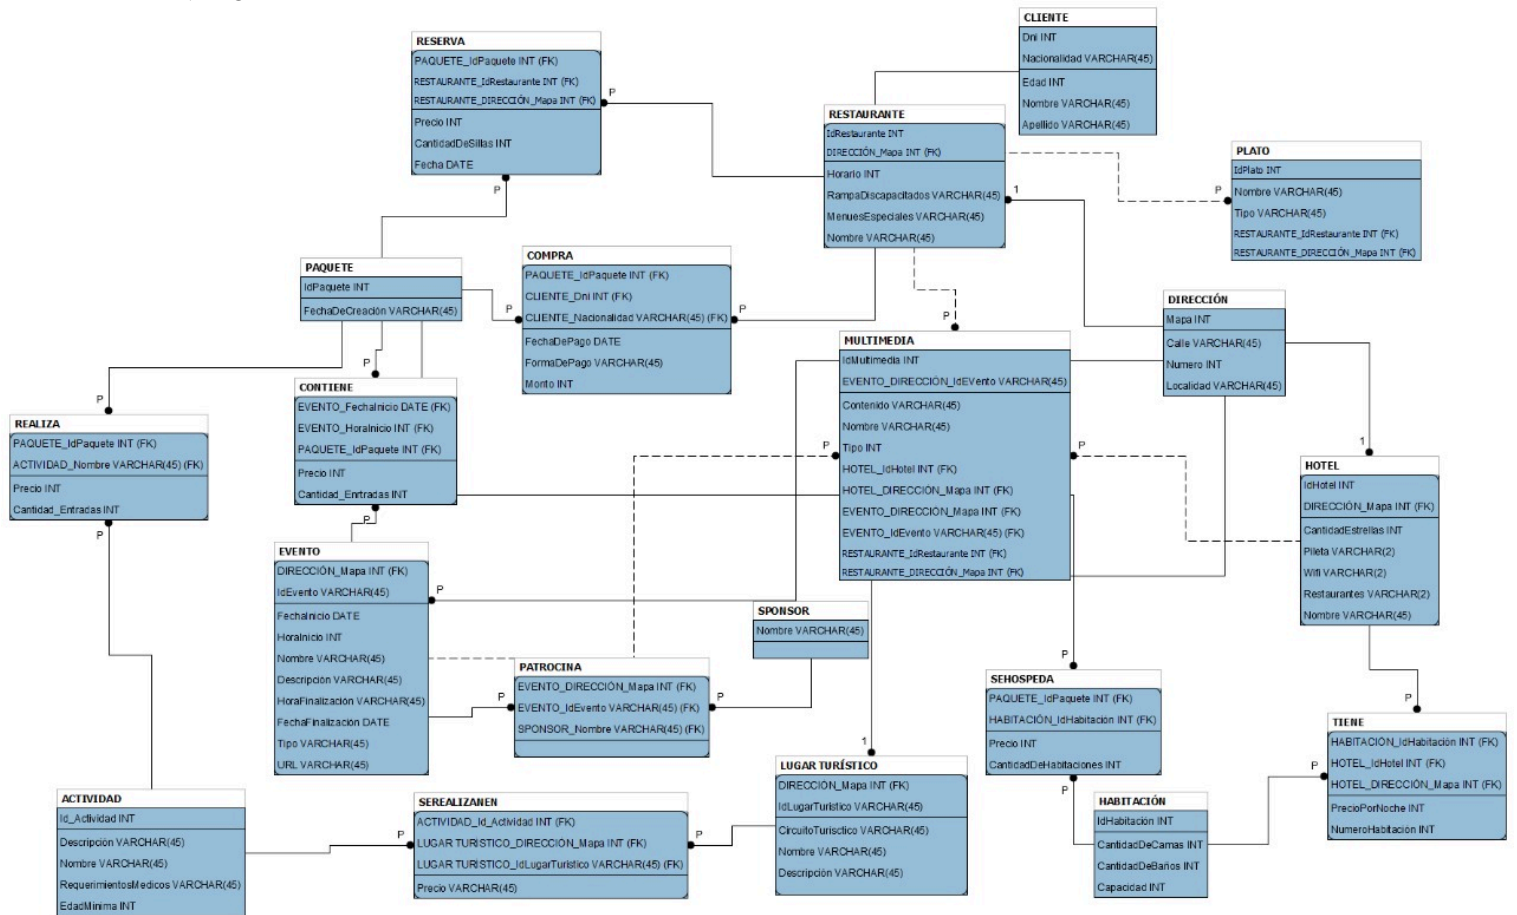 CLIENTE
Dni INT
Nacionalidad VARCHAR(45)
Edad INT
Nombre VARCHAR(45)
Apellido VARCHAR(45)
RESERVA
PAQUETE_IdPaquete INT (FK)
RESTAURANTE_IdRestaurante INT (FK)
RESTAURANTE_DIRECCIÓN_Mapa INT (FK)
Precio INT
CantidadDeSillas INT
Fecha DATE
P
P
P
RESTAURANTE
IdRestaurante INT
DIRECCIÓN_Mapa INT (FK)
Horario INT
RampaDiscapacitados VARCHAR(45)
MenuesEspeciales VARCHAR(45)
Nombre VARCHAR(45)
1
P
PLATO
IdPlato INT
Nombre VARCHAR(45)
Tipo VARCHAR(45)
RESTAURANTE_IdRestaurante INT (FK)
RESTAURANTE_DIRECCIÓN_Mapa INT (FK)
P
PAQUETE
IdPaquete INT
FechaDeCreación VARCHAR(45)
COMPRA
PAQUETE_IdPaquete INT (FK)
CLIENTE_Dni INT (FK)
CLIENTE_Nacionalidad VARCHAR(45) (FK)
FechaDePago DATE
FormaDePago VARCHAR(45)
Monto INT
P
P
DIRECCIÓN
Mapa INT
Calle VARCHAR(45)
Numero INT
Localidad VARCHAR(45)
MULTIMEDIA
IdMultimedia INT
EVENTO_DIRECCIÓN_IdEVento VARCHAR(45)
Contenido VARCHAR(45)
Nombre VARCHAR(45)
Tipo INT
HOTEL_IdHotel INT (FK)
HOTEL_DIRECCIÓN_Mapa INT (FK)
EVENTO_DIRECCIÓN_Mapa INT (FK)
EVENTO_IdEvento VARCHAR(45) (FK)
RESTAURANTE_IdRestaurante INT (FK)
RESTAURANTE_DIRECCIÓN_Mapa INT (FK)
P
P
P
CONTIENE
EVENTO_FechaInicio DATE (FK)
EVENTO_HoraInicio INT (FK)
PAQUETE_IdPaquete INT (FK)
Precio INT
Cantidad_Enrtradas INT
P
REALIZA
PAQUETE_IdPaquete INT (FK)
ACTIVIDAD_Nombre VARCHAR(45) (FK)
Precio INT
Cantidad_Entradas INT
P
1
HOTEL
IdHotel INT
DIRECCIÓN_Mapa INT (FK)
CantidadEstrellas INT
Pileta VARCHAR(2)
Wifi VARCHAR(2)
Restaurantes VARCHAR(2)
Nombre VARCHAR(45)
EVENTO
DIRECCIÓN_Mapa INT (FK)
IdEvento VARCHAR(45)
FechaInicio DATE
HoraInicio INT
Nombre VARCHAR(45)
Descripción VARCHAR(45)
HoraFinalización VARCHAR(45)
FechaFinalización DATE
Tipo VARCHAR(45)
URL VARCHAR(45)
P
SPONSOR
Nombre VARCHAR(45)
P
PATROCINA
P
EVENTO_DIRECCIÓN_Mapa INT (FK)
EVENTO_IdEvento VARCHAR(45) (FK)
SPONSOR_Nombre VARCHAR(45) (FK)
P
SEHOSPEDA
PAQUETE_IdPaquete INT (FK)
HABITACIÓN_IdHabitación INT (FK)
Precio INT
CantidadDeHabitaciones INT
P
P
TIENE
HABITACIÓN_IdHabitación INT (FK)
HOTEL_IdHotel INT (FK)
HOTEL_DIRECCIÓN_Mapa INT (FK)
PrecioPorNoche INT
NumeroHabitación INT
P
1
LUGAR TURÍSTICO
DIRECCIÓN_Mapa INT (FK)
IdLugarTuristico VARCHAR(45)
CircuitoTurisctico VARCHAR(45)
Nombre VARCHAR(45)
Descripción VARCHAR(45)
ACTIVIDAD
Id_Actividad INT
Descripción VARCHAR(45)
Nombre VARCHAR(45)
RequerimientosMedicos VARCHAR(45)
EdadMinima INT
SEREALIZANEN
ACTIVIDAD_Id_Actividad INT (FK)
LUGAR TURÍSTICO_DIRECCIÓN_Mapa INT (FK)
LUGAR TURÍSTICO_IdLugarTuristico VARCHAR(45) (FK)
Precio VARCHAR(45)
P
P
HABITACIÓN
IdHabitación INT
CantidadDeCamas INT
CantidadDeBaños INT
Capacidad INT
P